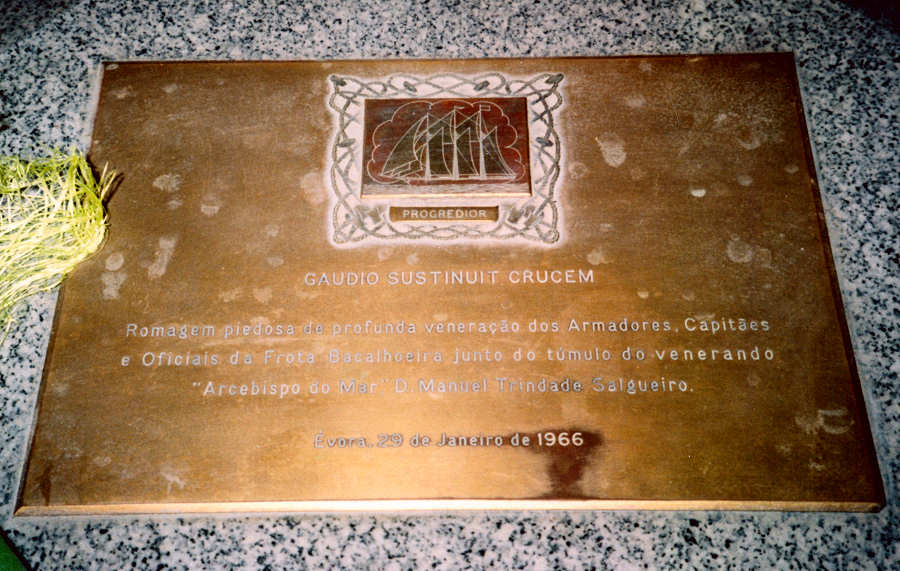 PROGREDIOR
GAUDIO SUSTINUIT CRUCEM
Romagem piedosa de profunda veneração dos Armadores, Capitães
e Oficiais da Frota Bacalhoeira junto do túmulo do venerando
"Arcebispo do Mar" D. Manuel Trindade Salgueiro.
Évora, 29 de Janeiro de 1966